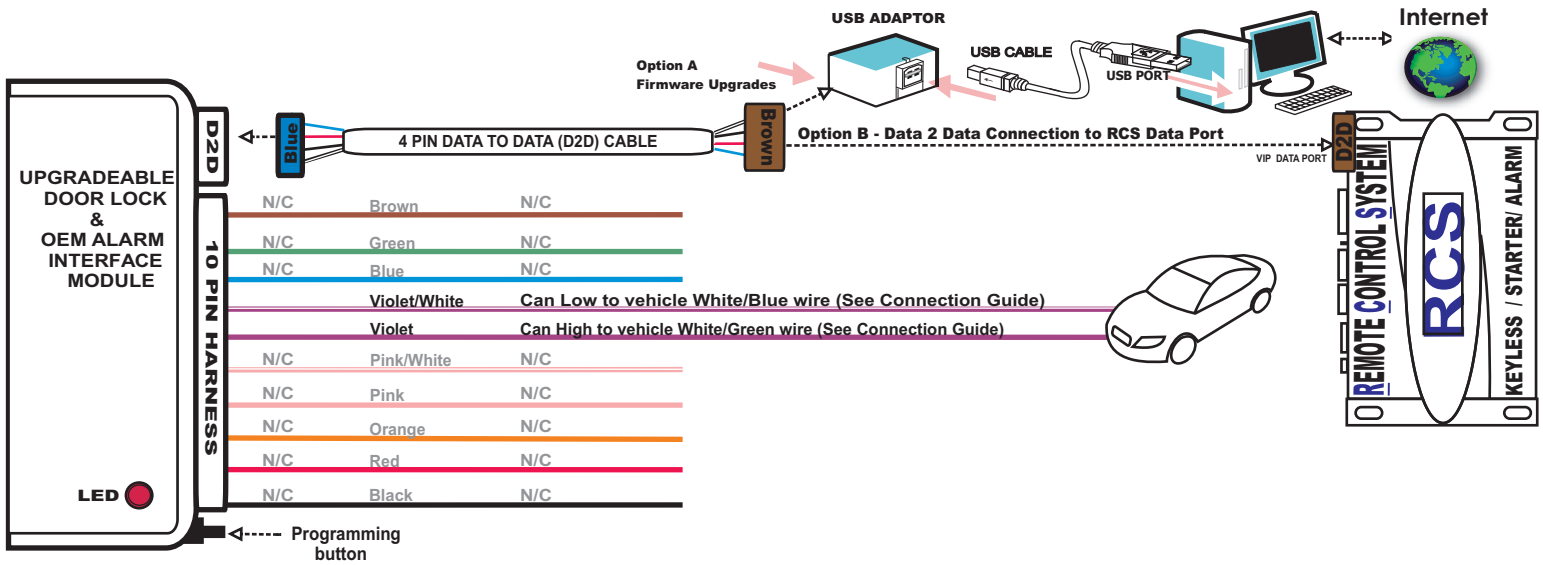 USB ADAPTOR
Internet
USB CABLE
Option A
Firmware Upgrades
USB PORT
D2D
Blue
4 PIN DATA TO DATA (D2D) CABLE
Brown
Option B - Data 2 Data Connection to RCS Data Port
VIP DATA PORT
D2D
UPGRADEABLE
DOOR LOCK
&
OEM ALARM
INTERFACE
MODULE
10 PIN HARNESS
N/C Brown N/C
N/C Green N/C
N/C Blue N/C
Violet/White Can Low to vehicle White/Blue wire (See Connection Guide)
Violet Can High to vehicle White/Green wire (See Connection Guide)
N/C Pink/White N/C
N/C Pink N/C
N/C Orange N/C
N/C Red N/C
N/C Black N/C
LED
Programming
button
REMOTE CONTROL SYSTEM
RCS
KEYLESS / STARTER/ ALARM